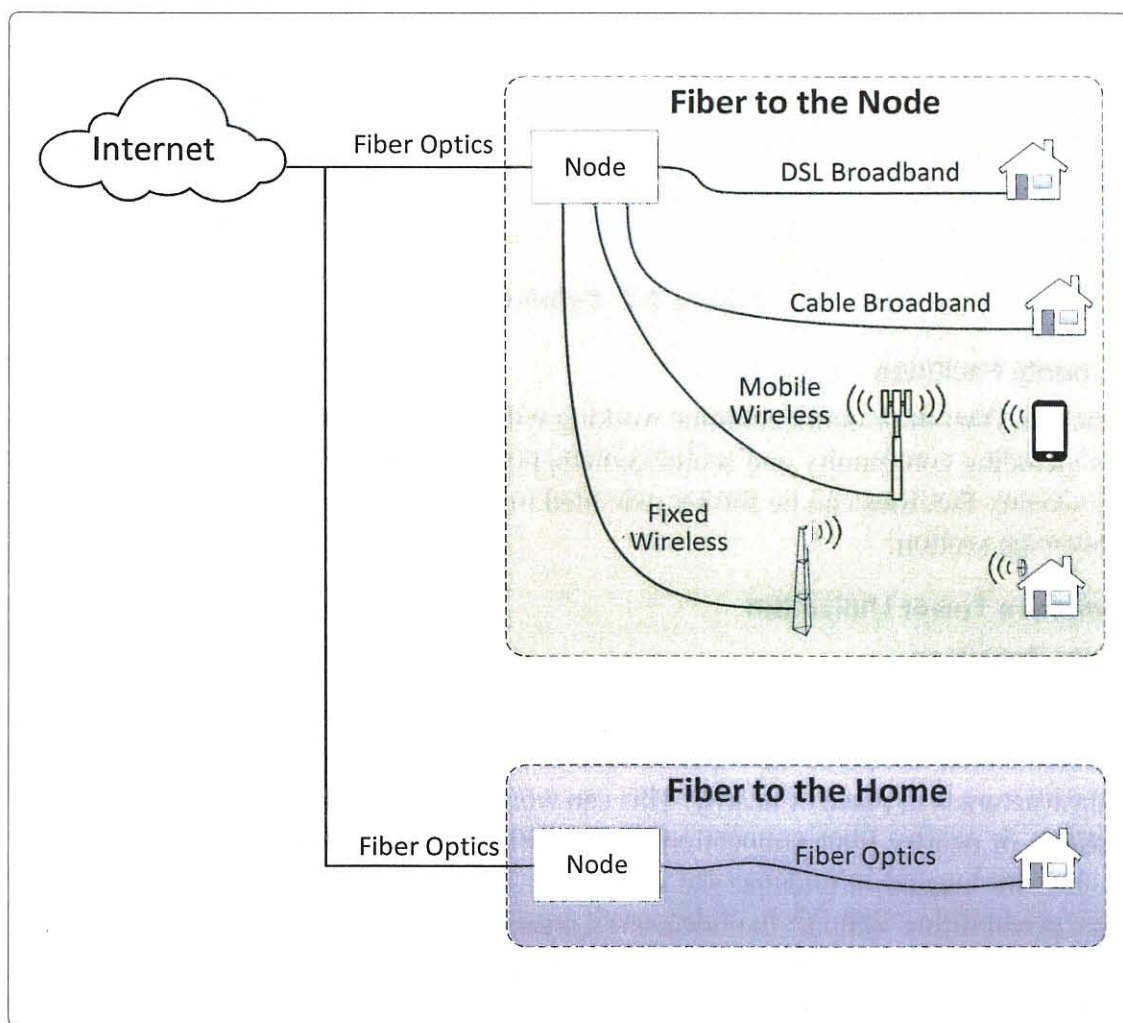 Fiber to the Node
Internet
Fiber Optics
Node
DSL Broadband
Cable Broadband
Mobile
Wireless
Fixed
Wireless
Fiber to the Home
Fiber Optics
Node
Fiber Optics